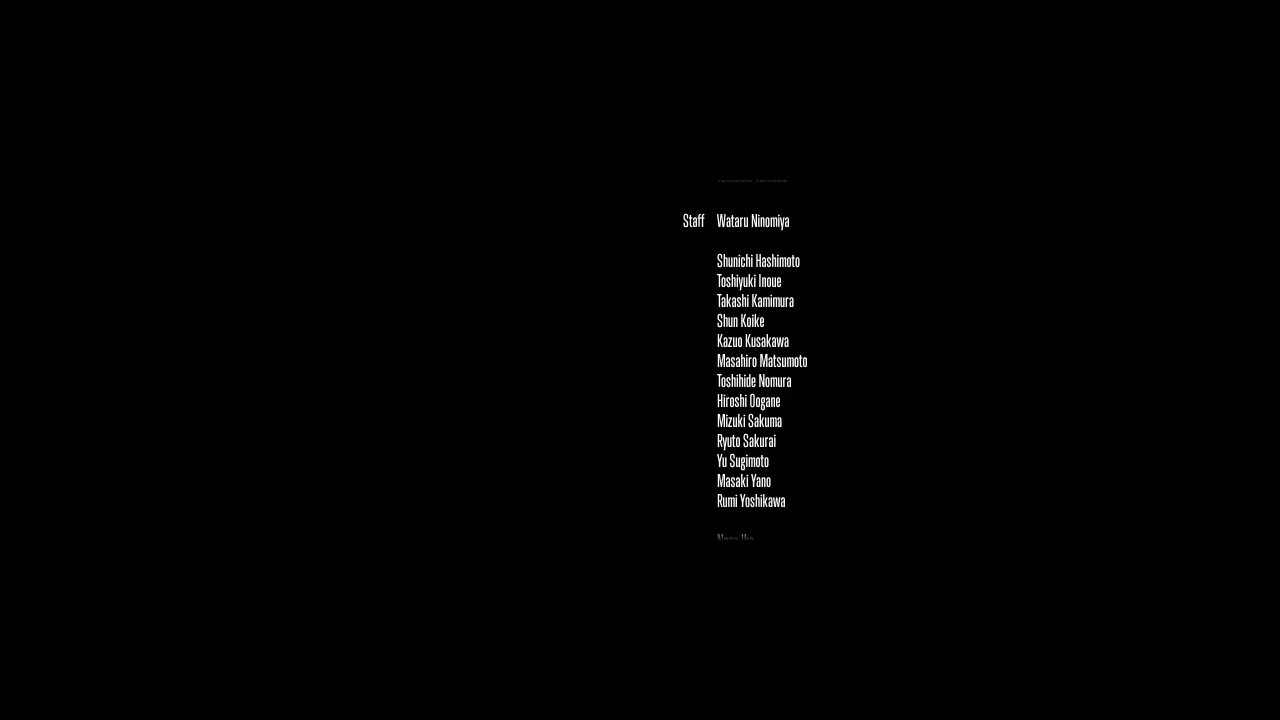 Staff Wataru Ninomiya
Shunichi Hashimoto
Toshiyuki Inoue
Takashi Kamimura
Shun Koike
Kazuo Kusakawa
Masahiro Matsumoto
Toshihide Nomura
Hiroshi Oogane
Mizuki Sakuma
Ryuto Sakurai
Yu Sugimoto
Masaki Yano
Rumi Yoshikawa